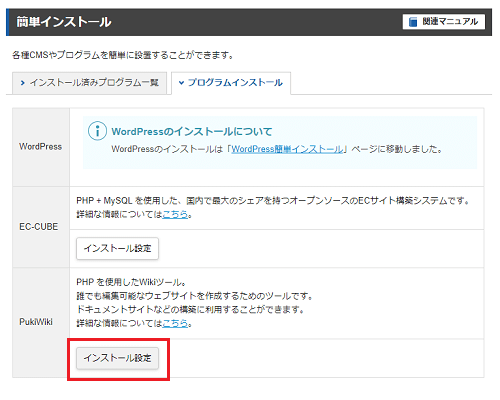 簡単インストール
関連マニュアル
各種CMSやプログラムを簡単に設置することができます。
インストール済みプログラム一覧
プログラムインストール
WordPress
WordPressのインストールについて
WordPressのインストールは「WordPress簡単インストール」ページに移動しました。
EC-CUBE
PHP + MySQL を使用した、国内で最大のシェアを持つオープンソースのECサイト構築システムです。
詳細な情報についてはこちら。
インストール設定
PukiWiki
PHP を使用したWikiツール。
誰でも編集可能なウェブサイトを作成するためのツールです。
ドキュメントサイトなどの構築に利用することができます。
詳細な情報についてはこちら。
インストール設定